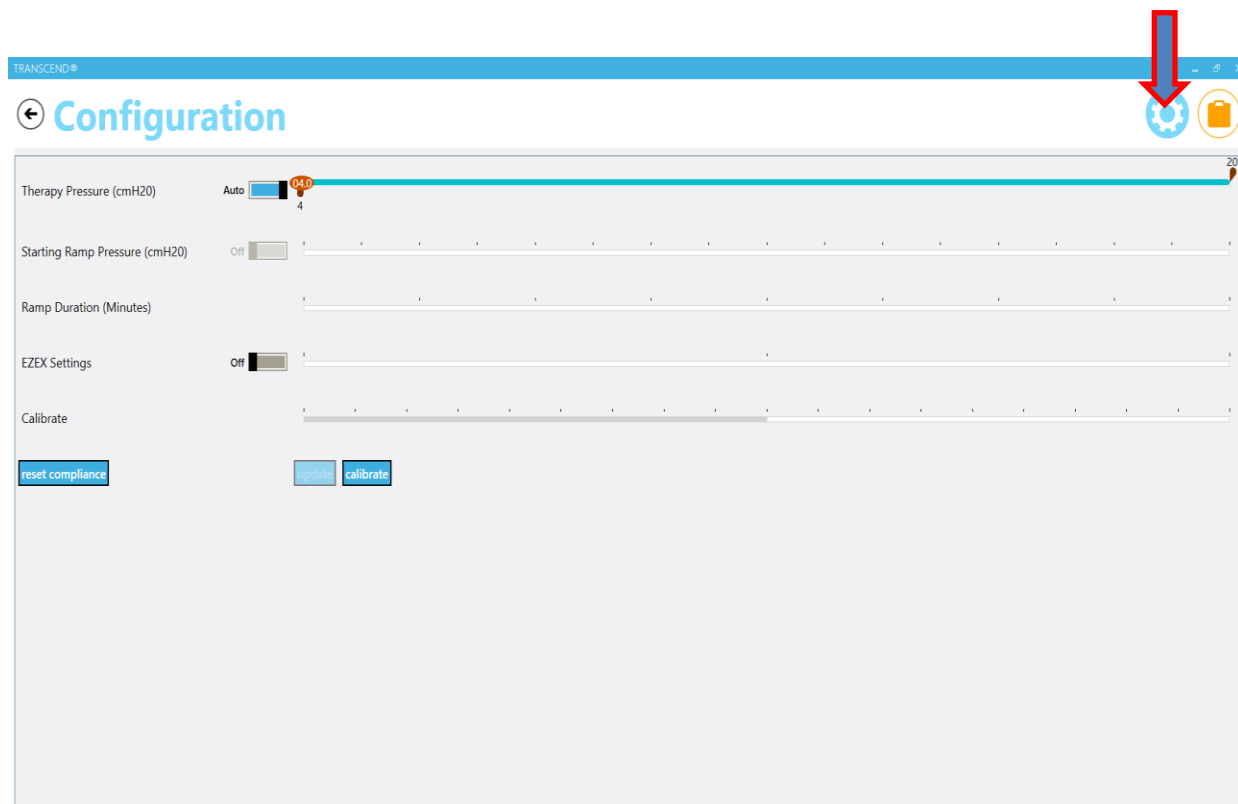 TRANSCEND®
Configuration
20
Therapy Pressure (cmH20) Auto 04.0
4
Starting Ramp Pressure (cmH20) Off
Ramp Duration (Minutes)
EZEX Settings Off
Calibrate
reset compliance update calibrate